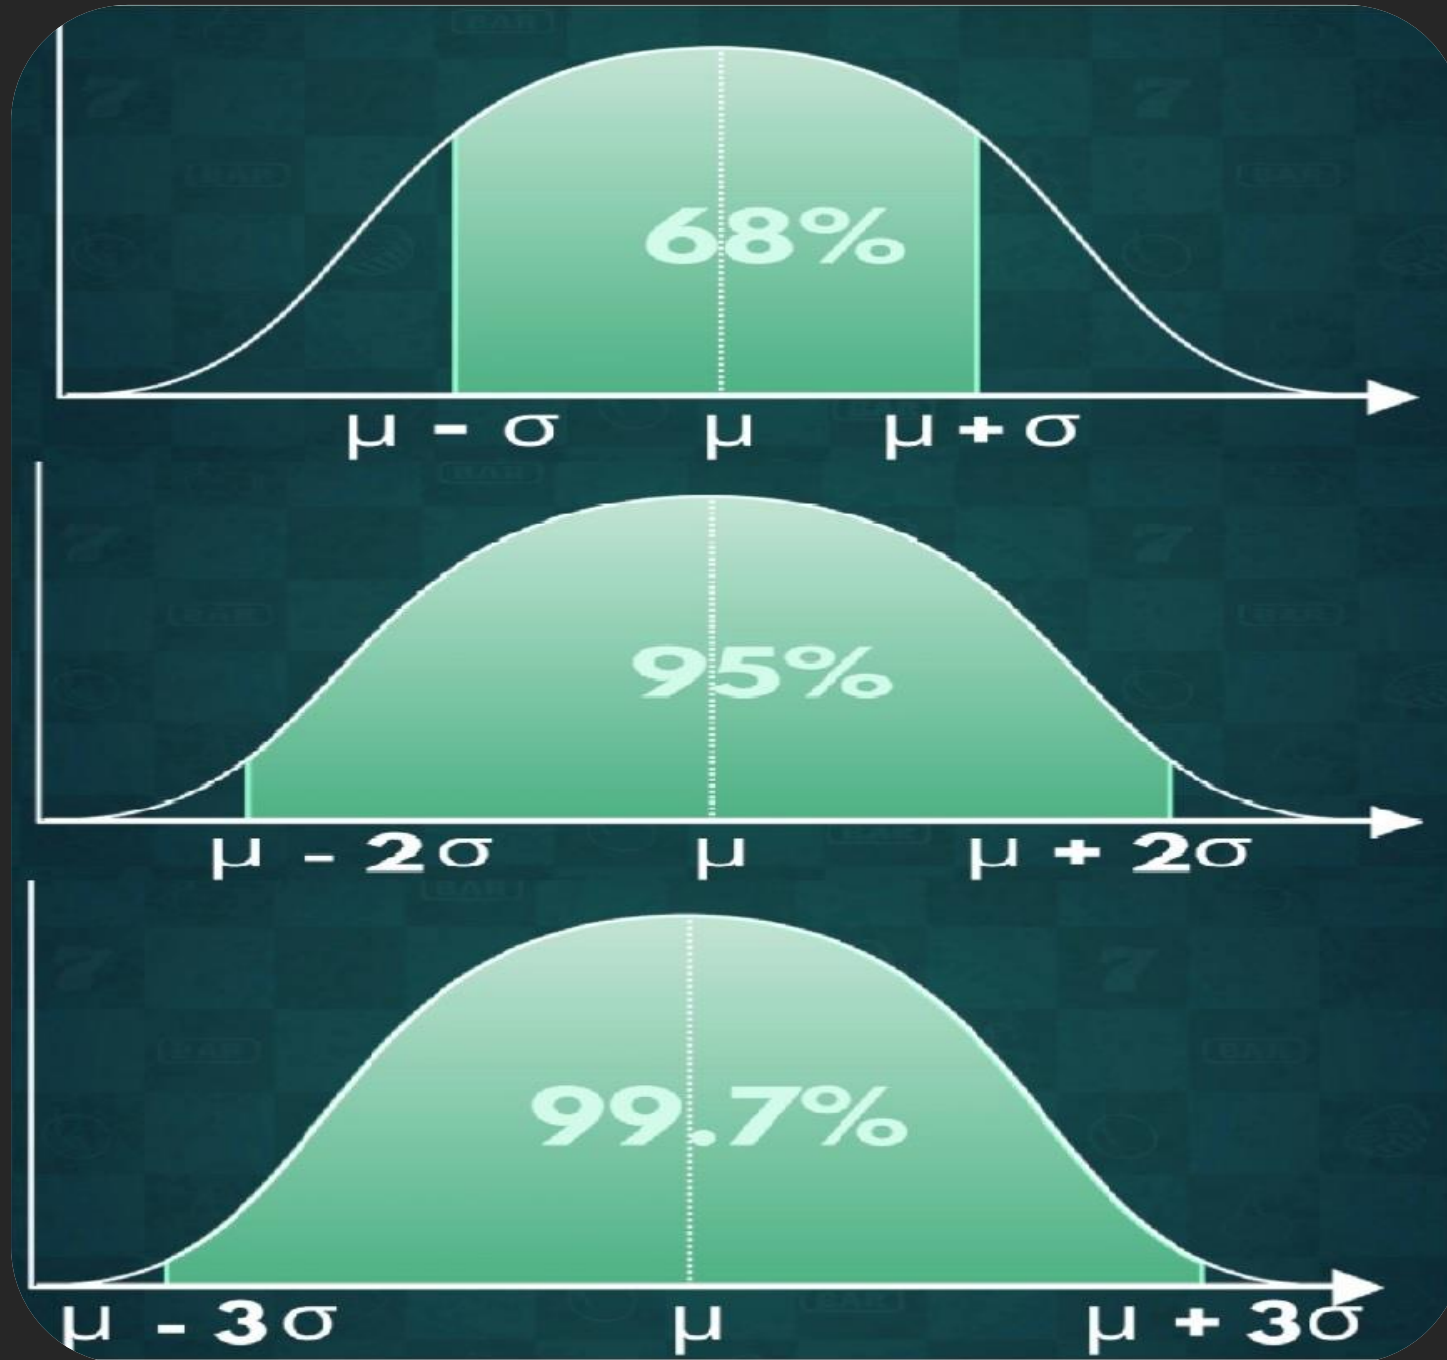 68%
μ - σ μ μ + σ
95%
μ - 2σ μ μ + 2σ
99.7%
μ - 3σ μ μ + 3σ